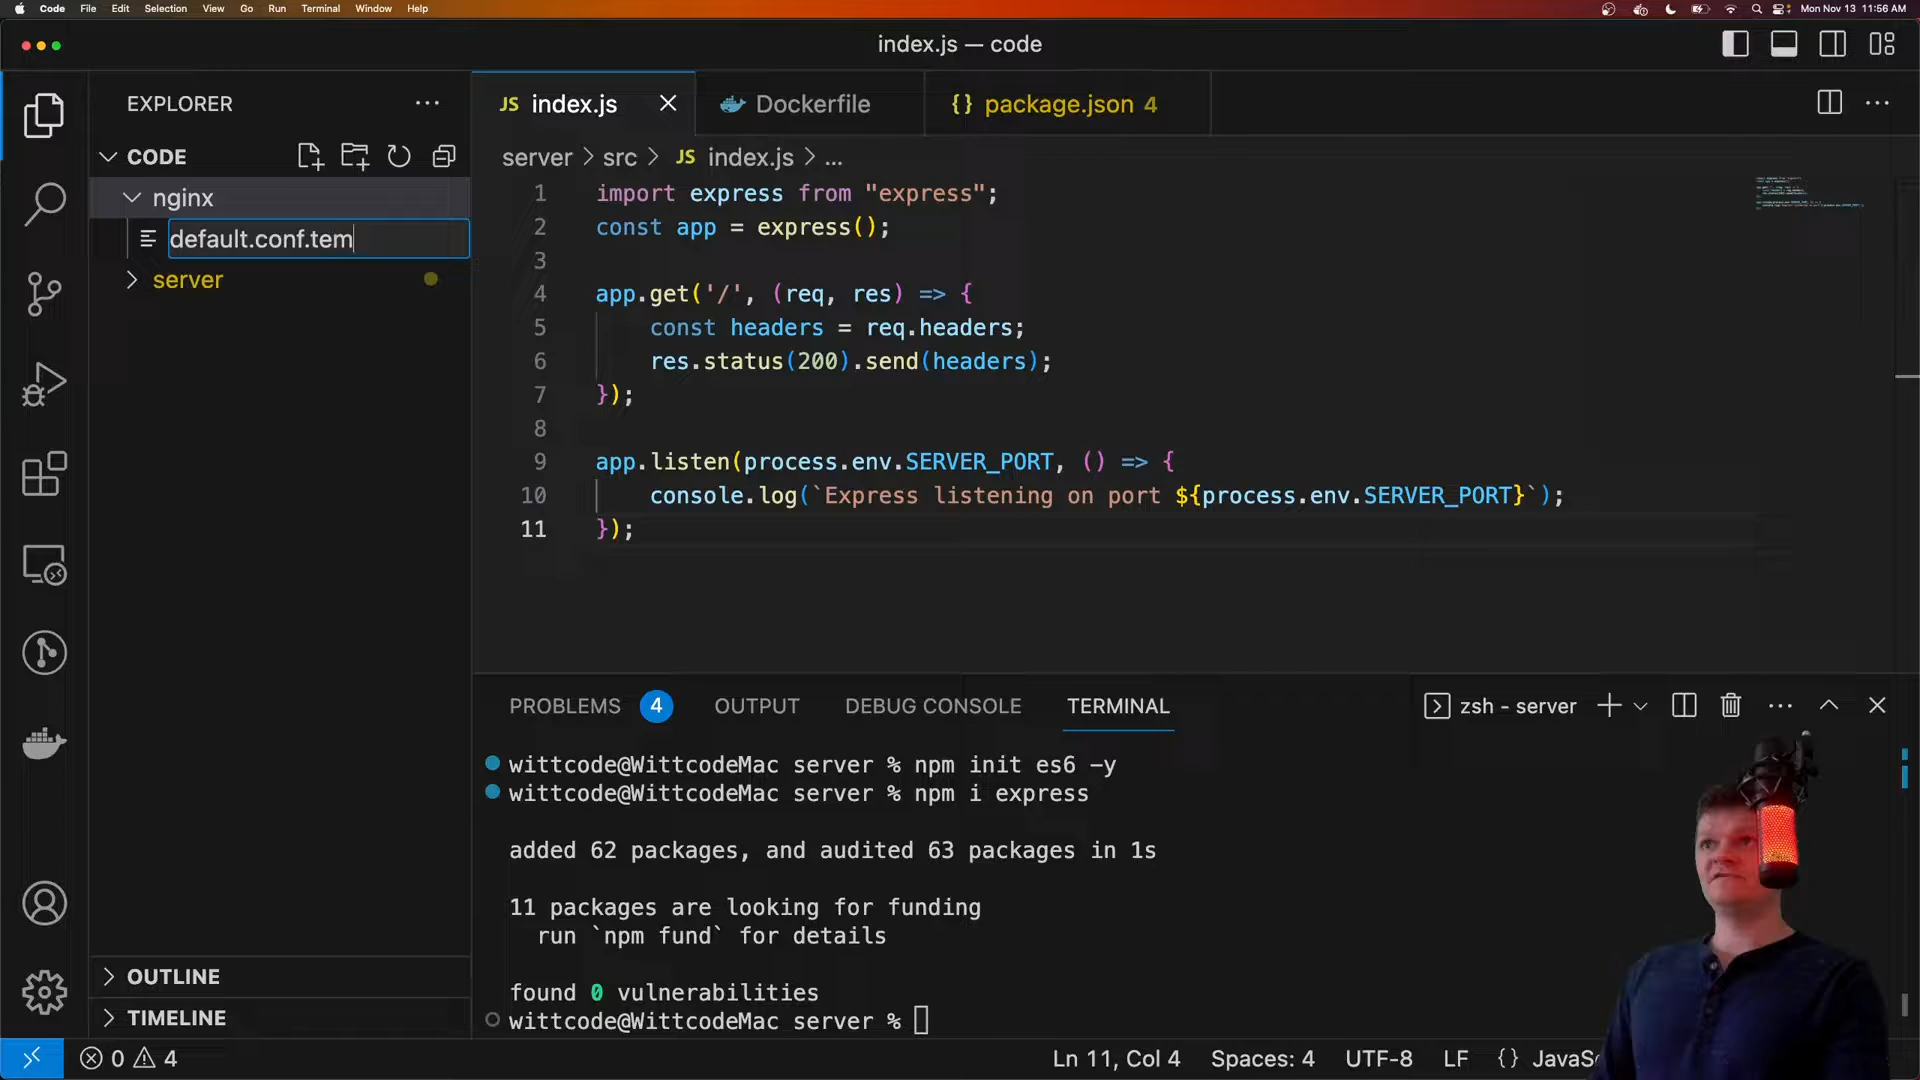 Code File Edit Selection View Go Run Terminal Window Help Mon Nov 13 11:56 AM
index.js — code
EXPLORER
CODE
nginx
default.conf.tem
server
OUTLINE
TIMELINE
JS index.js
Dockerfile
{} package.json 4
server > src > JS index.js > ...
1 import express from "express";
2 const app = express();
3
4 app.get('/', (req, res) => {
5 const headers = req.headers;
6 res.status(200).send(headers);
7 });
8
9 app.listen(process.env.SERVER_PORT, () => {
10 console.log(`Express listening on port ${process.env.SERVER_PORT}`);
11 });
PROBLEMS 4 OUTPUT DEBUG CONSOLE TERMINAL zsh - server
wittcode@WittcodeMac server % npm init es6 -y
wittcode@WittcodeMac server % npm i express
added 62 packages, and audited 63 packages in 1s
11 packages are looking for funding
run `npm fund` for details
found 0 vulnerabilities
wittcode@WittcodeMac server %
0 4 Ln 11, Col 4 Spaces: 4 UTF-8 LF {} JavaSc